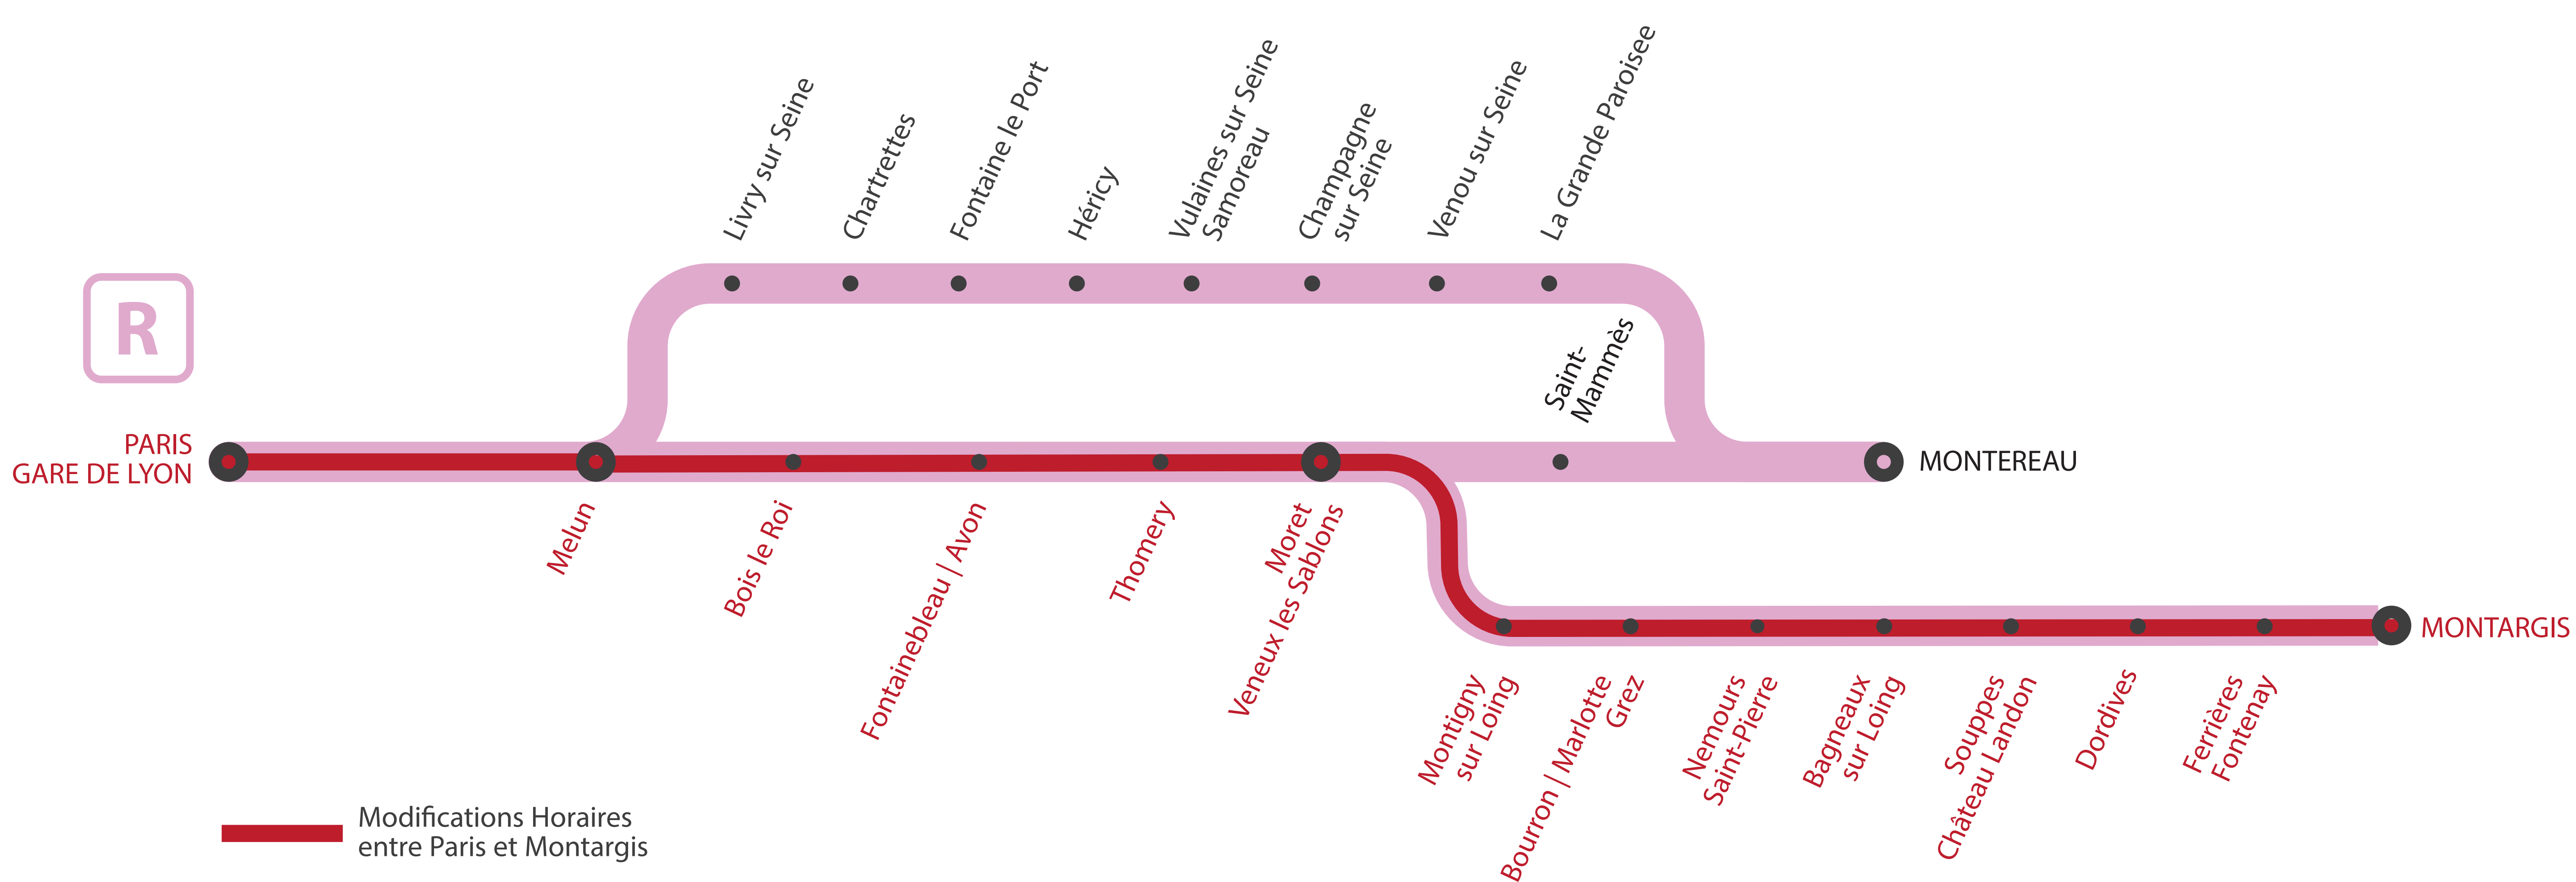 Livry sur Seine
Chartrettes
Fontaine le Port
Héricy
Vulaines sur Seine
Samoreau
Champagne
sur Seine
Venou sur Seine
La Grande Paroisee
R
Saint-
Mammès
PARIS
GARE DE LYON
MONTEREAU
Melun
Bois le Roi
Fontainebleau | Avon
Thomery
Moret
Veneux les Sablons
MONTARGIS
Montigny
sur Loing
Bourron | Marlotte
Grez
Nemours
Saint-Pierre
Bagneaux
sur Loing
Souppes
Château Landon
Dordives
Ferrières
Fontenay
Modifications Horaires
entre Paris et Montargis